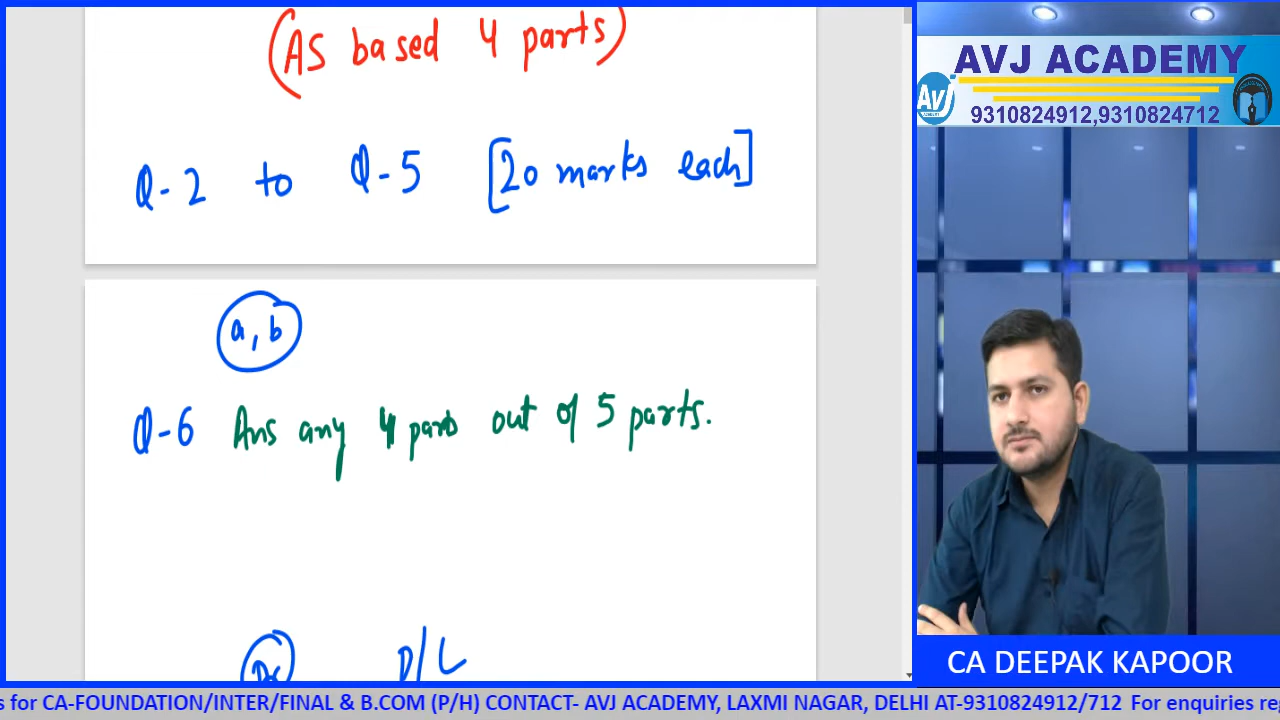 (AS based 4 parts)
Q-2 to Q-5 [20 marks each]
a, b
Q-6 Ans any 4 parts out of 5 parts.
D/L
AVJ ACADEMY
AVJ
ACADEMY
9310824912,9310824712
CA DEEPAK KAPOOR
s for CA-FOUNDATION/INTER/FINAL & B.COM (P/H) CONTACT- AVJ ACADEMY, LAXMI NAGAR, DELHI AT-9310824912/712 For enquiries re